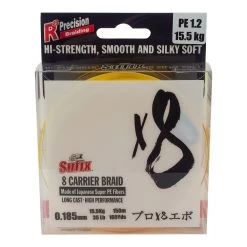 R² Precision
Braiding
PE 1.2
15.5 kg
HI-STRENGTH, SMOOTH AND SILKY SOFT
x8
Sufix
8 CARRIER BRAID
Made of Japanese Super PE Fibers
LONG CAST - HIGH PERFORMANCE
0.185mm 15.5Kg 150m
35 Lb 165Yds
プロX8エボ